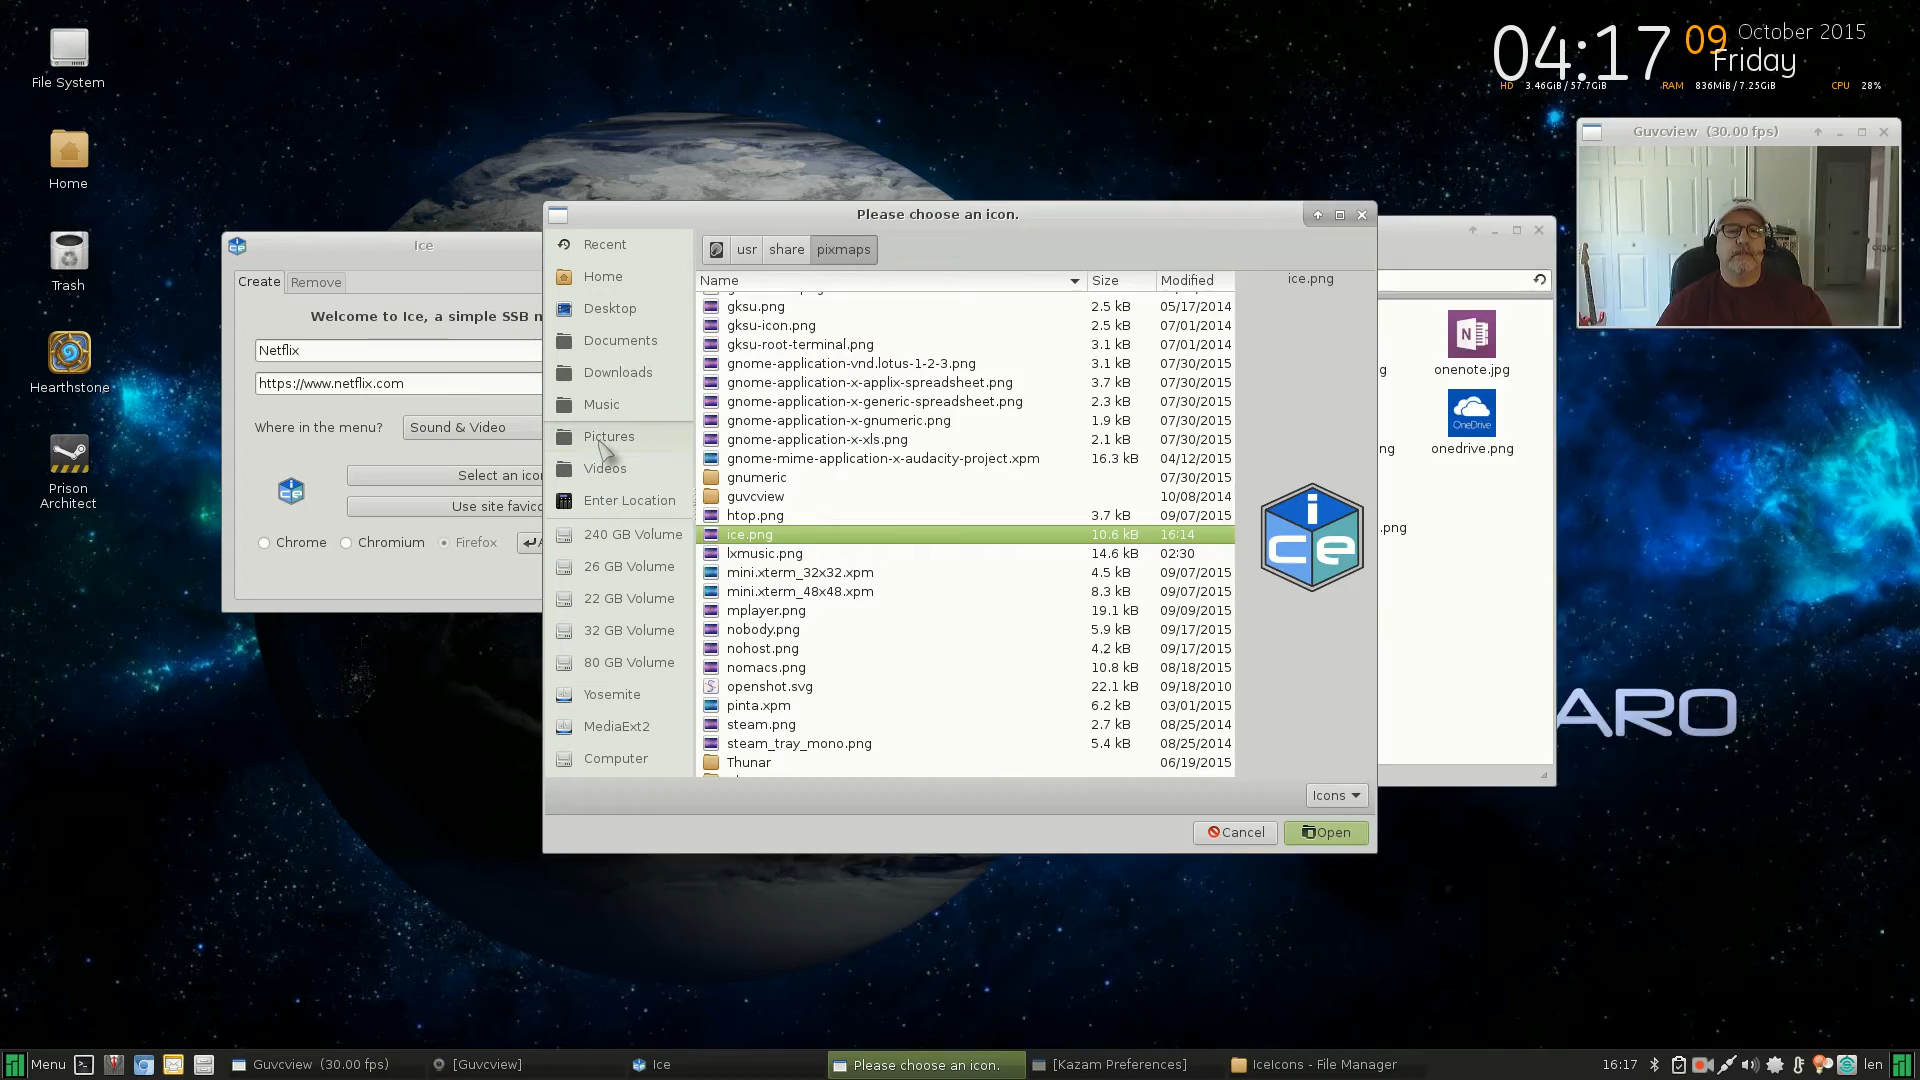 File System
Home
Trash
Hearthstone
Prison
Architect
04:17 09 October 2015
Friday
HD 3.46GiB / 57.7GiB RAM 836MiB / 7.25GiB CPU 28%
Guvcview (30.00 fps)
Ice
Create Remove
Welcome to Ice, a simple SSB
Netflix
https://www.netflix.com
Where in the menu? Sound & Video
Select an icon
Use site favico
Chrome Chromium Firefox
Please choose an icon.
Recent
Home
Desktop
Documents
Downloads
Music
Pictures
Videos
Enter Location
240 GB Volume
26 GB Volume
22 GB Volume
32 GB Volume
80 GB Volume
Yosemite
MediaExt2
Computer
usr share pixmaps
Name Size Modified
gksu.png 2.5 kB 05/17/2014
gksu-icon.png 2.5 kB 07/01/2014
gksu-root-terminal.png 3.1 kB 07/01/2014
gnome-application-vnd.lotus-1-2-3.png 3.1 kB 07/30/2015
gnome-application-x-applix-spreadsheet.png 3.7 kB 07/30/2015
gnome-application-x-generic-spreadsheet.png 2.3 kB 07/30/2015
gnome-application-x-gnumeric.png 1.9 kB 07/30/2015
gnome-application-x-xls.png 2.1 kB 07/30/2015
gnome-mime-application-x-audacity-project.xpm 16.3 kB 04/12/2015
gnumeric 07/30/2015
guvcview 10/08/2014
htop.png 3.7 kB 09/07/2015
ice.png 10.6 kB 16:14
lxmusic.png 14.6 kB 02:30
mini.xterm_32x32.xpm 4.5 kB 09/07/2015
mini.xterm_48x48.xpm 8.3 kB 09/07/2015
mplayer.png 19.1 kB 09/09/2015
nobody.png 5.9 kB 09/17/2015
nohost.png 4.2 kB 09/17/2015
nomacs.png 10.8 kB 08/18/2015
openshot.svg 22.1 kB 09/18/2010
pinta.xpm 6.2 kB 03/01/2015
steam.png 2.7 kB 08/25/2014
steam_tray_mono.png 5.4 kB 08/25/2014
Thunar 06/19/2015
ice.png
ice
Icons
Cancel Open
N
onenote.jpg
OneDrive
onedrive.png
g
ng
.png
ARO
Menu
Guvcview (30.00 fps)
[Guvcview]
Ice
Please choose an icon.
[Kazam Preferences]
IceIcons - File Manager
16:17
len